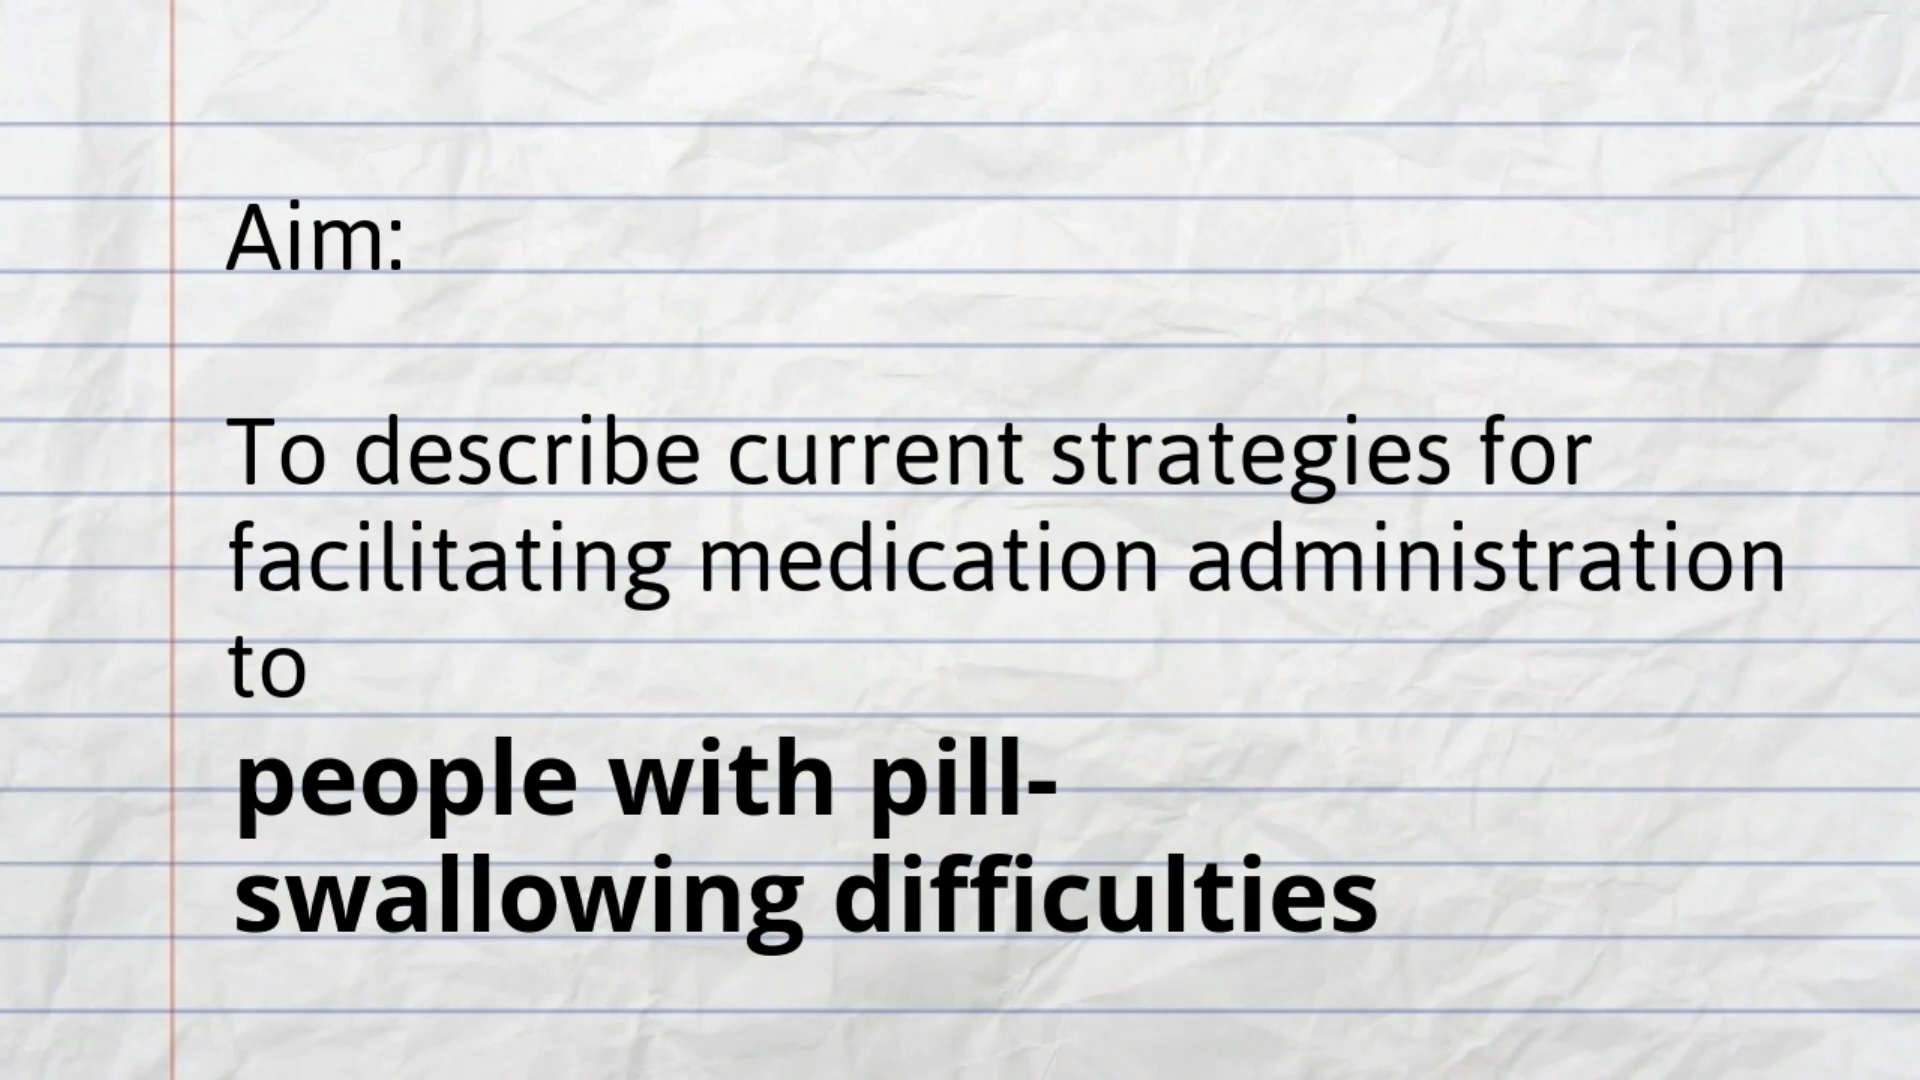 Aim:
To describe current strategies for
facilitating medication administration
to
people with pill-
swallowing difficulties